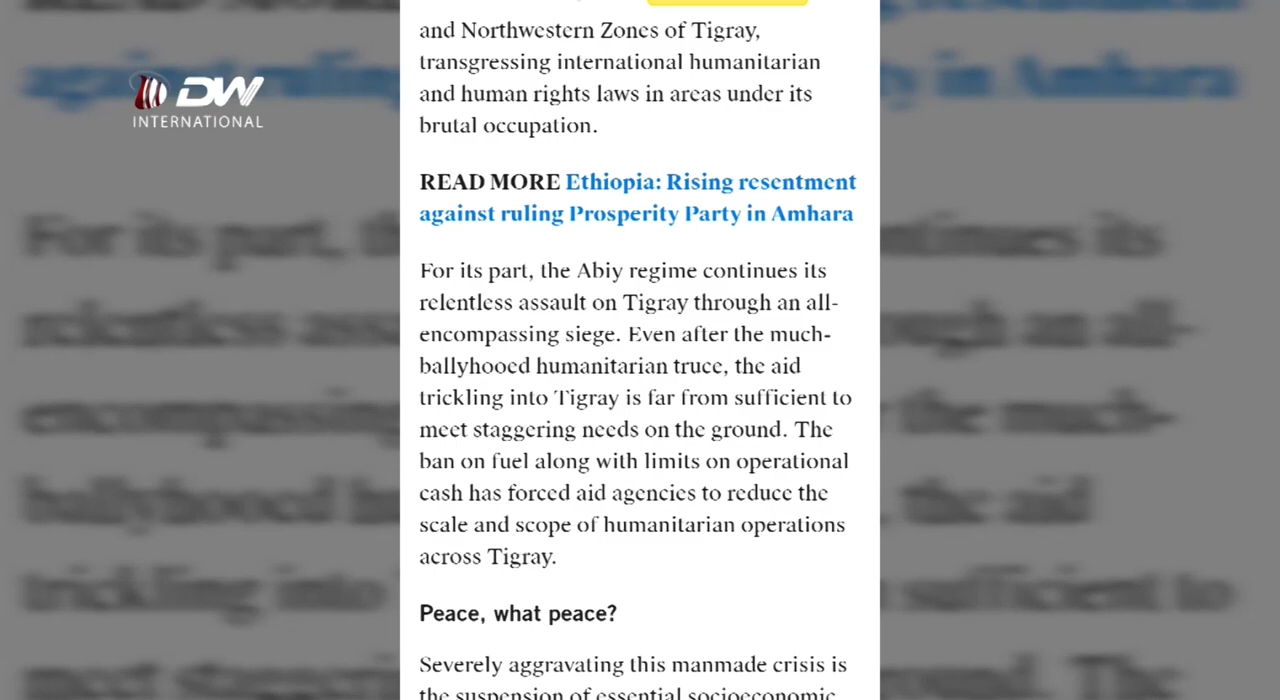 DW
INTERNATIONAL
and Northwestern Zones of Tigray,
transgressing international humanitarian
and human rights laws in areas under its
brutal occupation.
READ MORE Ethiopia: Rising resentment
against ruling Prosperity Party in Amhara
For its part, the Abiy regime continues its
relentless assault on Tigray through an all-
encompassing siege. Even after the much-
ballyhooed humanitarian truce, the aid
trickling into Tigray is far from sufficient to
meet staggering needs on the ground. The
ban on fuel along with limits on operational
cash has forced aid agencies to reduce the
scale and scope of humanitarian operations
across Tigray.
Peace, what peace?
Severely aggravating this manmade crisis is
the suspension of essential socioeconomic